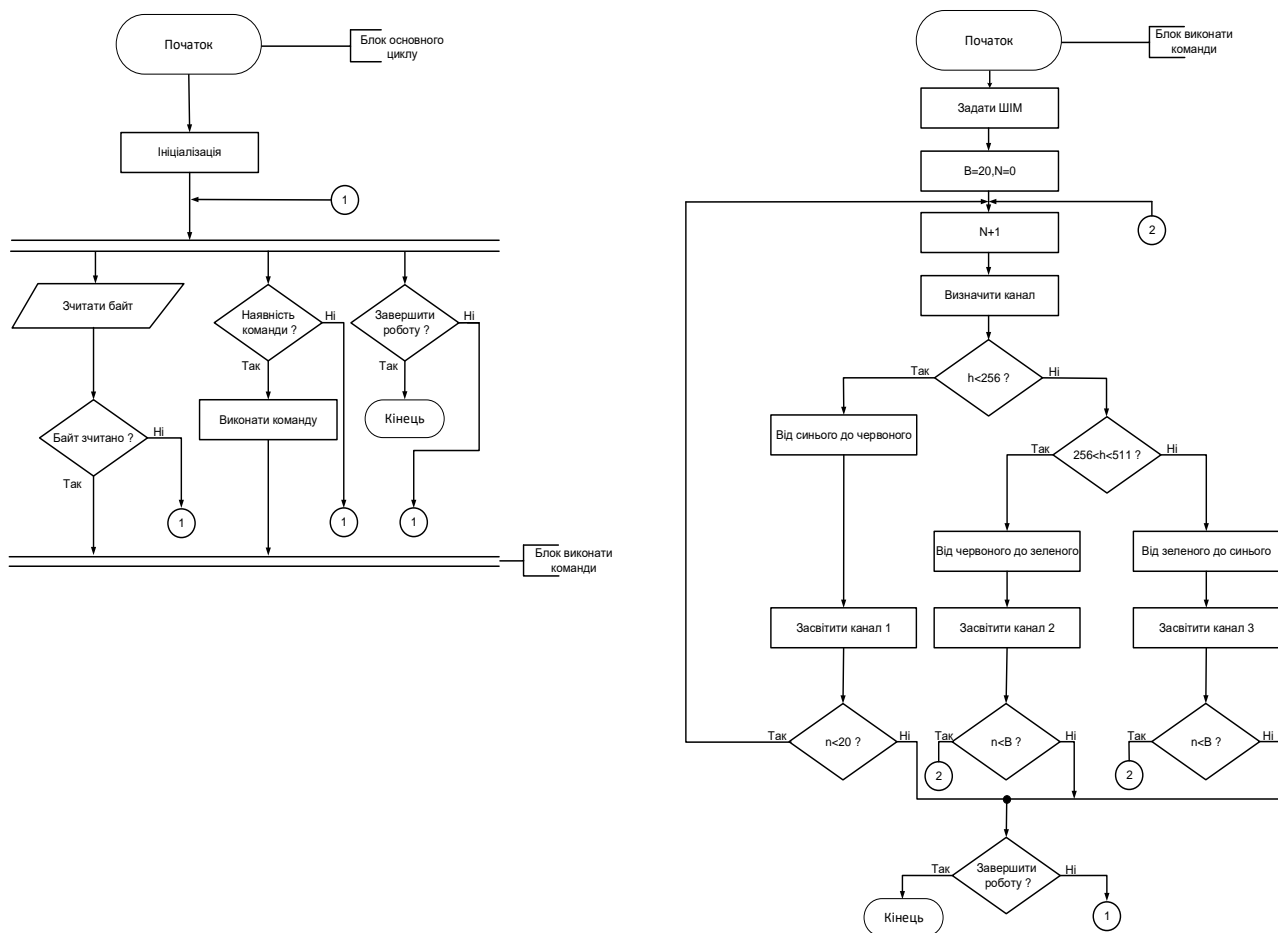 Початок
Блок основного
циклу
Ініціалізація
1
Зчитати байт
Наявність
команди ?
Ні
Так
Завершити
роботу ?
Ні
Так
Виконати команду
Кінець
Байт зчитано ?
Ні
Так
1
1
1
Блок виконати
команди
Початок
Блок виконати
команди
Задати ШІМ
B=20,N=0
2
N+1
Визначити канал
Так
h<256 ?
Ні
Від синього до червоного
Так
256<h<511 ?
Ні
Від червоного до зеленого
Від зеленого до синього
Засвітити канал 1
Засвітити канал 2
Засвітити канал 3
Так
n<20 ?
Ні
Так
n<B ?
Ні
Так
n<B ?
Ні
2
2
Так
Завершити
роботу ?
Ні
Кінець
1